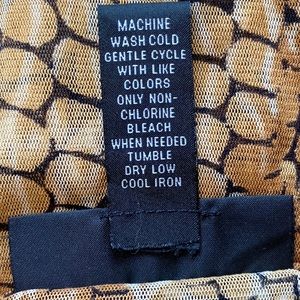 MACHINE
WASH COLD
GENTLE CYCLE
WITH LIKE
COLORS
ONLY NON-
CHLORINE
BLEACH
WHEN NEEDED
TUMBLE
DRY LOW
COOL IRON